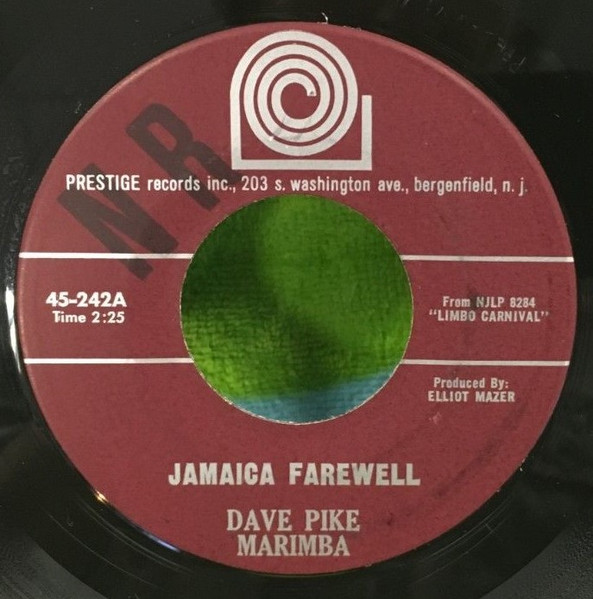 NR
PRESTIGE records inc., 203 s. washington ave., bergenfield, n. j.
45-242A
Time 2:25
From NJLP 8284
"LIMBO CARNIVAL"
Produced By:
ELLIOT MAZER
JAMAICA FAREWELL
DAVE PIKE
MARIMBA